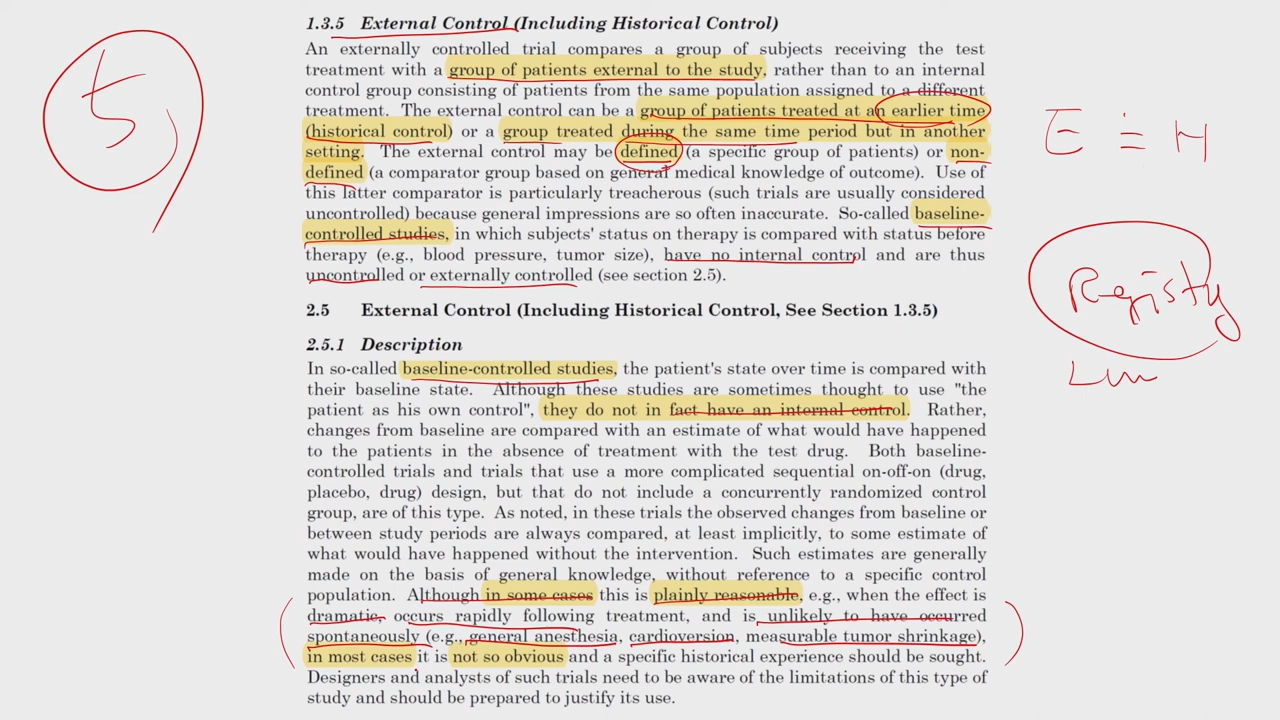 1.3.5 External Control (Including Historical Control)
An externally controlled trial compares a group of subjects receiving the test
treatment with a group of patients external to the study, rather than to an internal
control group consisting of patients from the same population assigned to a different
treatment. The external control can be a group of patients treated at an earlier time
(historical control) or a group treated during the same time period but in another
setting. The external control may be defined (a specific group of patients) or non-
defined (a comparator group based on general medical knowledge of outcome). Use of
this latter comparator is particularly treacherous (such trials are usually considered
uncontrolled) because general impressions are so often inaccurate. So-called baseline-
controlled studies, in which subjects' status on therapy is compared with status before
therapy (e.g., blood pressure, tumor size), have no internal control and are thus
uncontrolled or externally controlled (see section 2.5).
2.5 External Control (Including Historical Control, See Section 1.3.5)
2.5.1 Description
In so-called baseline-controlled studies, the patient's state over time is compared with
their baseline state. Although these studies are sometimes thought to use "the
patient as his own control", they do not in fact have an internal control. Rather,
changes from baseline are compared with an estimate of what would have happened
to the patients in the absence of treatment with the test drug. Both baseline-
controlled trials and trials that use a more complicated sequential on-off-on (drug,
placebo, drug) design, but that do not include a concurrently randomized control
group, are of this type. As noted, in these trials the observed changes from baseline or
between study periods are always compared, at least implicitly, to some estimate of
what would have happened without the intervention. Such estimates are generally
made on the basis of general knowledge, without reference to a specific control
population. Although in some cases this is plainly reasonable, e.g., when the effect is
dramatic, occurs rapidly following treatment, and is unlikely to have occurred
spontaneously (e.g., general anesthesia, cardioversion, measurable tumor shrinkage),
in most cases it is not so obvious and a specific historical experience should be sought.
Designers and analysts of such trials need to be aware of the limitations of this type of
study and should be prepared to justify its use.
5
E ≐ H
Registy